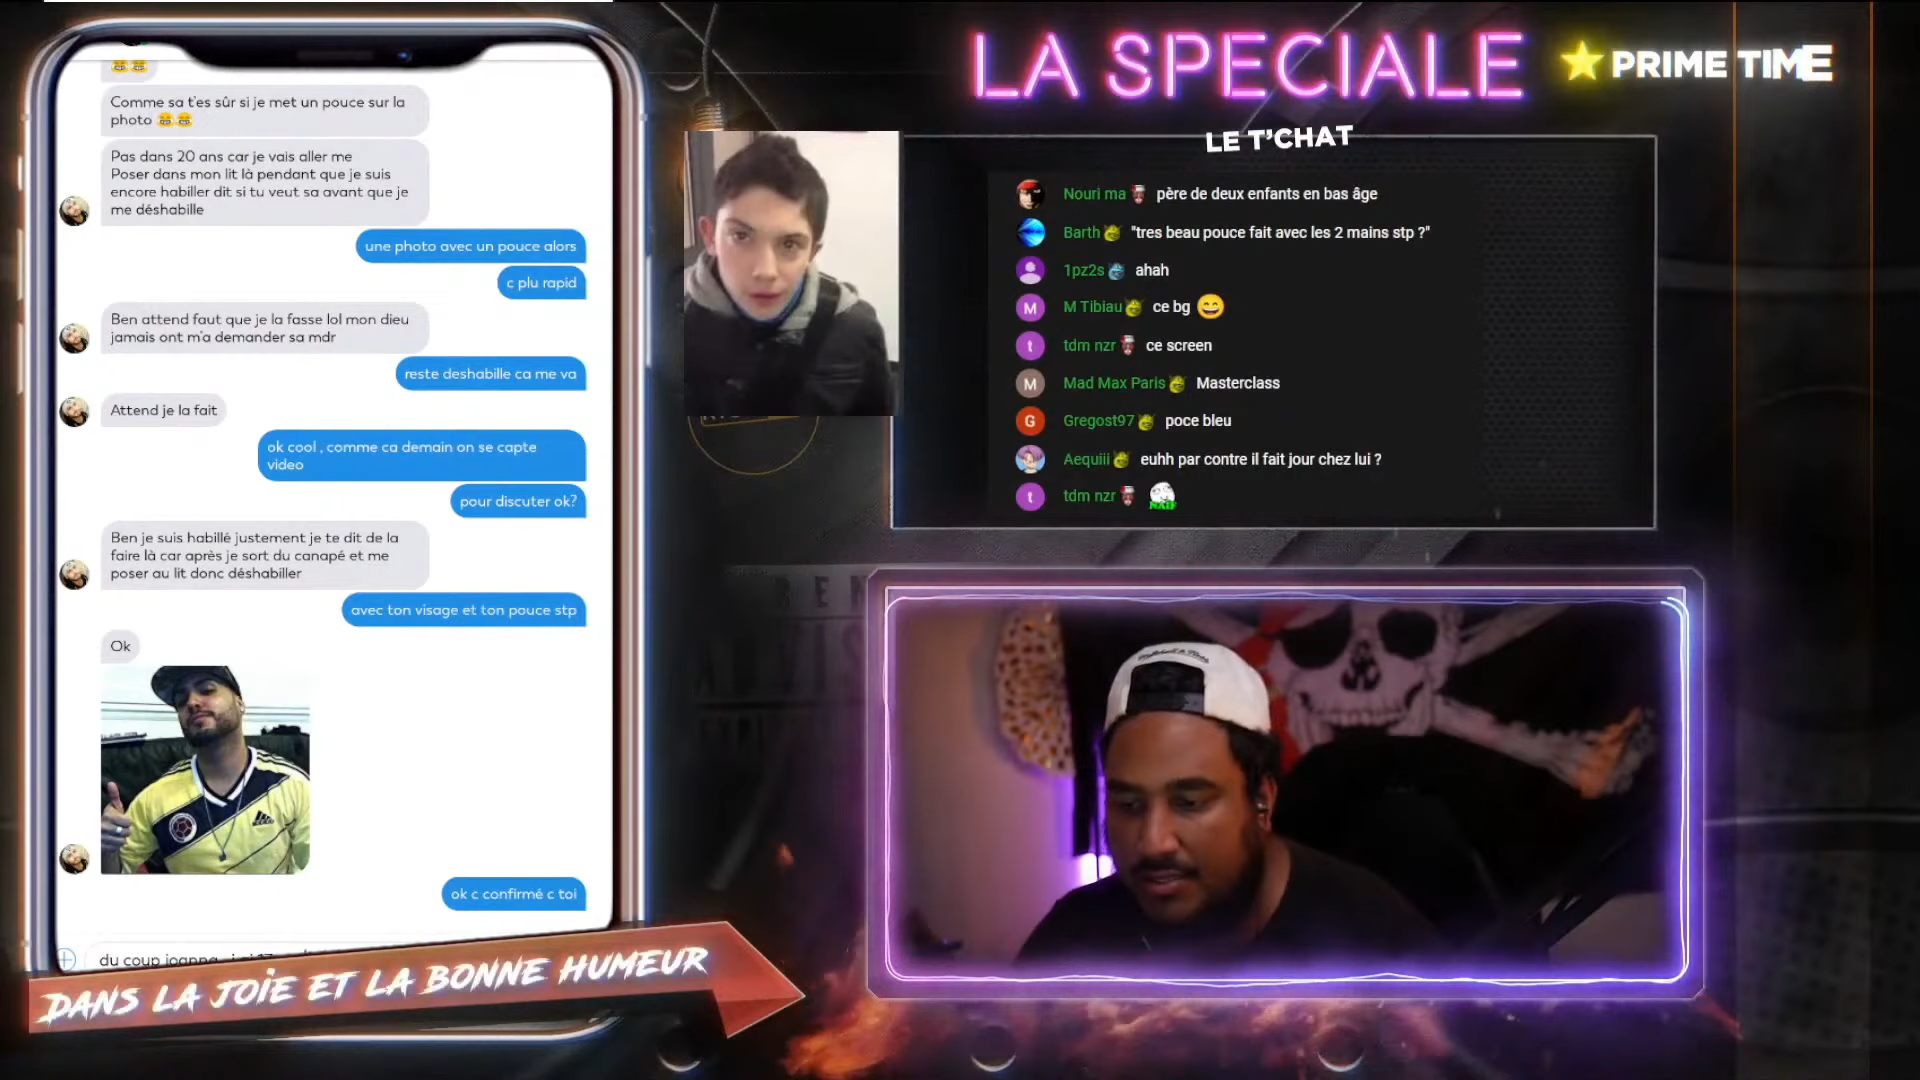 Comme sa t'es sûr si je met un pouce sur la
photo 😂😂
Pas dans 20 ans car je vais aller me
Poser dans mon lit là pendant que je suis
encore habiller dit si tu veut sa avant que je
me déshabille
une photo avec un pouce alors
c plu rapid
Ben attend faut que je la fasse lol mon dieu
jamais ont m'a demander sa mdr
reste deshabille ca me va
Attend je la fait
ok cool , comme ca demain on se capte
video
pour discuter ok?
Ben je suis habillé justement je te dit de la
faire là car après je sort du canapé et me
poser au lit donc déshabiller
avec ton visage et ton pouce stp
Ok
ok c confirmé c toi
du coup
DANS LA JOIE ET LA BONNE HUMEUR
LA SPECIALE
PRIME TIME
LE T'CHAT
Nouri ma père de deux enfants en bas âge
Barth "tres beau pouce fait avec les 2 mains stp ?"
1pz2s ahah
M
M Tibiau ce bg 😄
t
tdm nzr ce screen
M
Mad Max Paris Masterclass
G
Gregost97 poce bleu
Aequiii euhh par contre il fait jour chez lui ?
t
tdm nzr NAIF